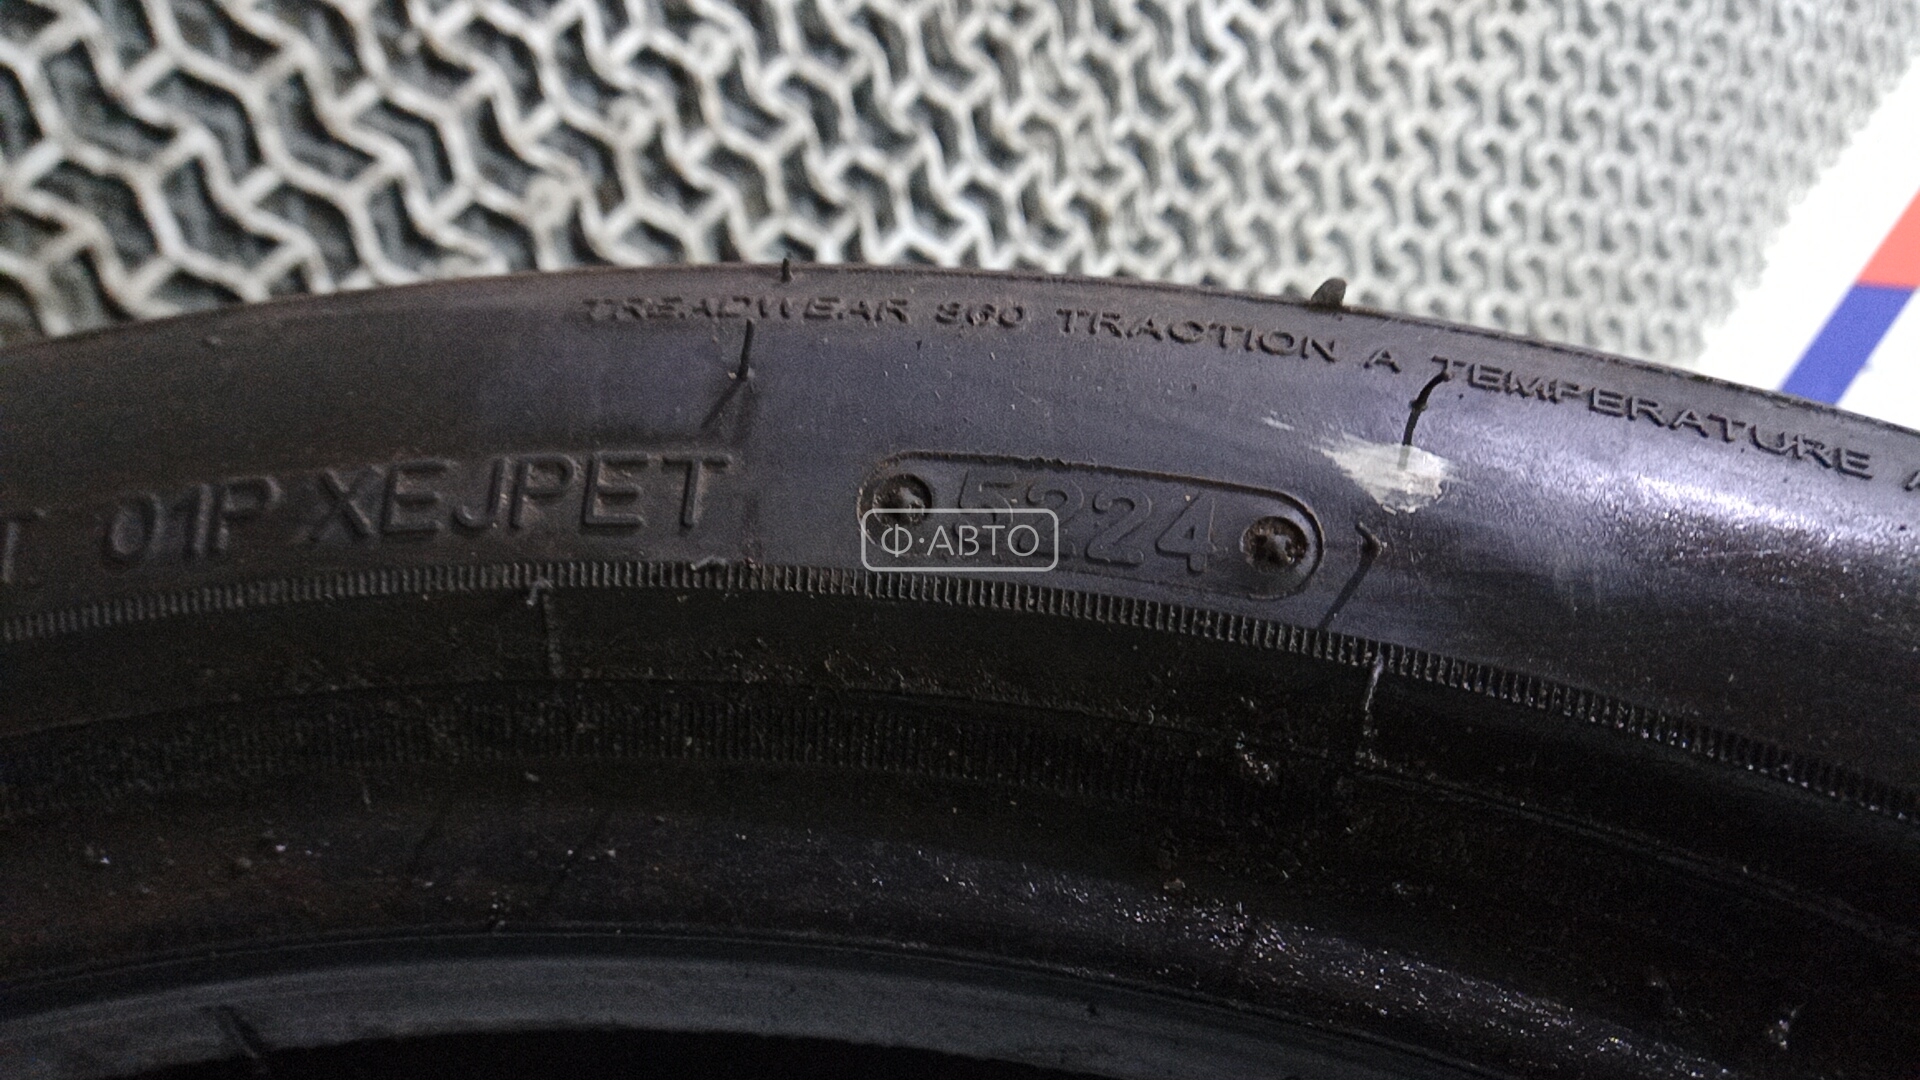 TREADWEAR 360 TRACTION A TEMPERATURE A
01P XEJPET 5224
Ф·АВТО